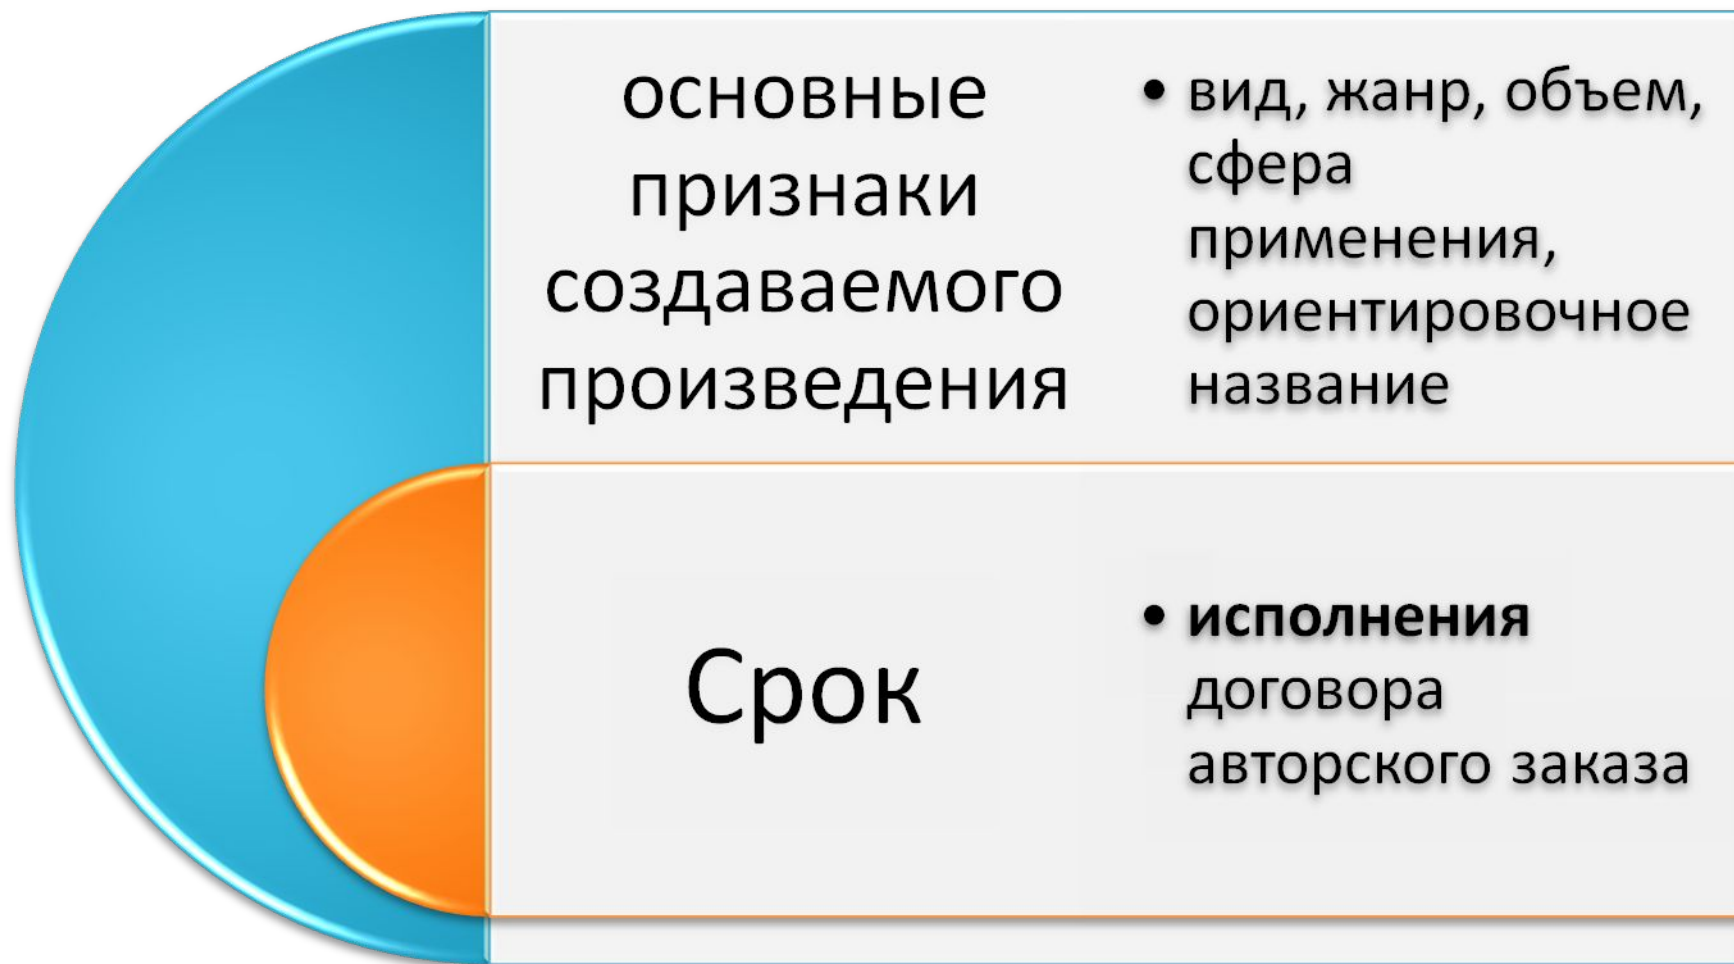 основные
признаки
создаваемого
произведения
• вид, жанр, объем,
сфера
применения,
ориентировочное
название
Срок
• исполнения
договора
авторского заказа